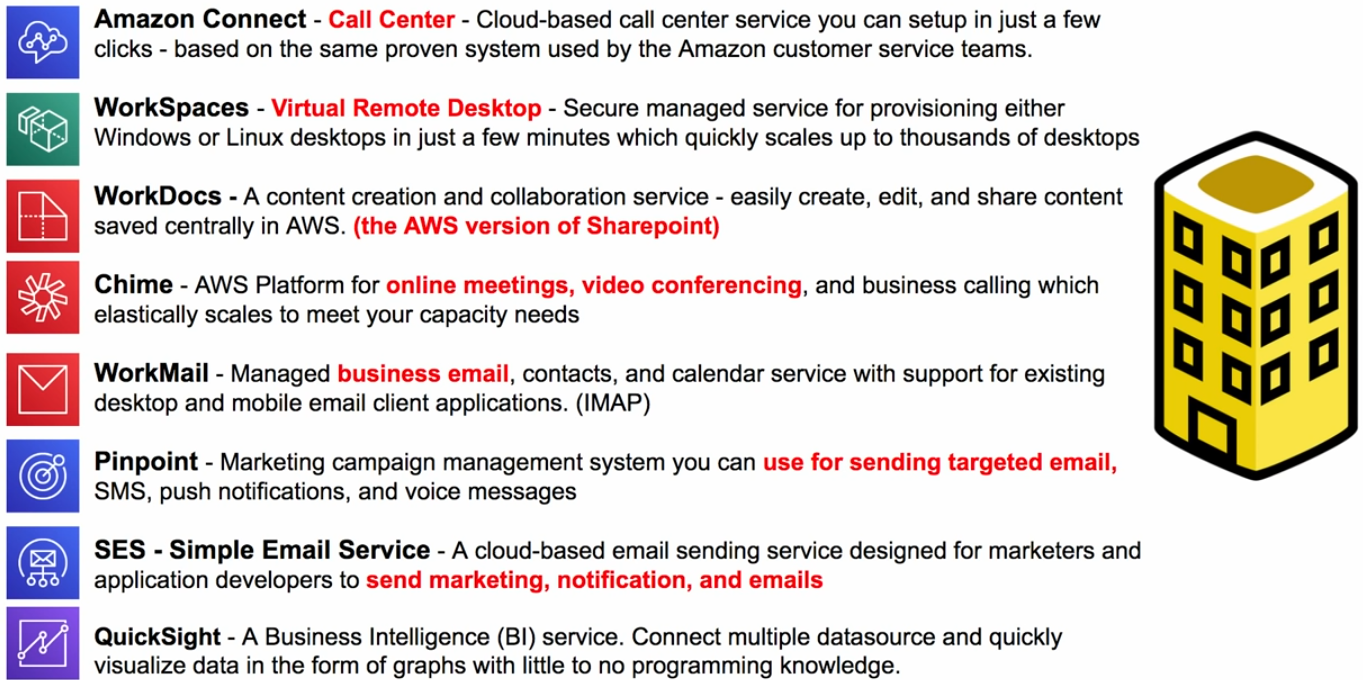 Amazon Connect - Call Center - Cloud-based call center service you can setup in just a few
clicks - based on the same proven system used by the Amazon customer service teams.
WorkSpaces - Virtual Remote Desktop - Secure managed service for provisioning either
Windows or Linux desktops in just a few minutes which quickly scales up to thousands of desktops
WorkDocs - A content creation and collaboration service - easily create, edit, and share content
saved centrally in AWS. (the AWS version of Sharepoint)
Chime - AWS Platform for online meetings, video conferencing, and business calling which
elastically scales to meet your capacity needs
WorkMail - Managed business email, contacts, and calendar service with support for existing
desktop and mobile email client applications. (IMAP)
Pinpoint - Marketing campaign management system you can use for sending targeted email,
SMS, push notifications, and voice messages
SES - Simple Email Service - A cloud-based email sending service designed for marketers and
application developers to send marketing, notification, and emails
QuickSight - A Business Intelligence (BI) service. Connect multiple datasource and quickly
visualize data in the form of graphs with little to no programming knowledge.